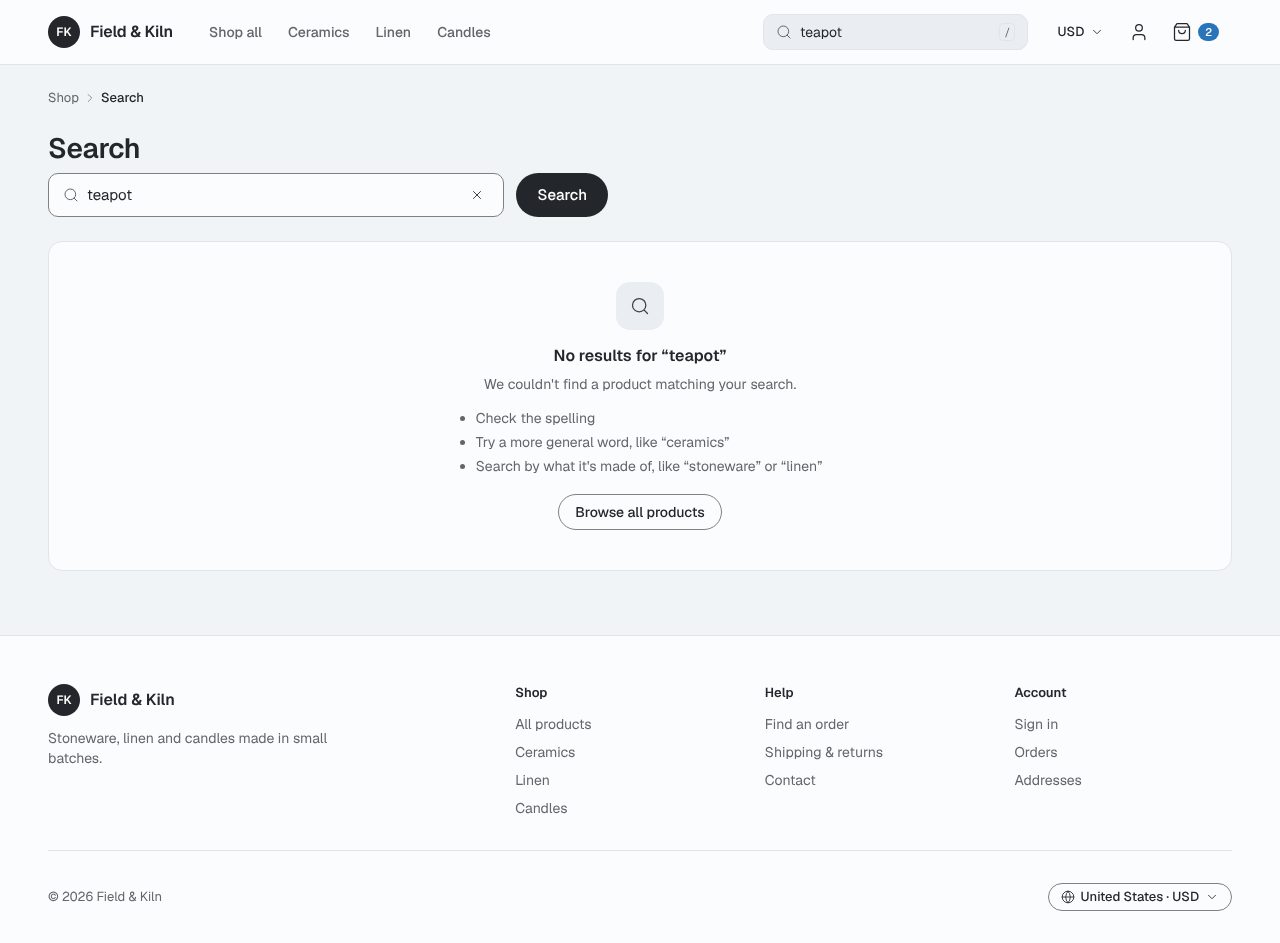 FK Field & Kiln Shop all Ceramics Linen Candles teapot / USD 2
Shop > Search
Search
teapot Search
No results for “teapot”
We couldn't find a product matching your search.
• Check the spelling
• Try a more general word, like “ceramics”
• Search by what it's made of, like “stoneware” or “linen”
Browse all products
FK Field & Kiln
Stoneware, linen and candles made in small
batches.
Shop
All products
Ceramics
Linen
Candles
Help
Find an order
Shipping & returns
Contact
Account
Sign in
Orders
Addresses
© 2026 Field & Kiln
United States · USD